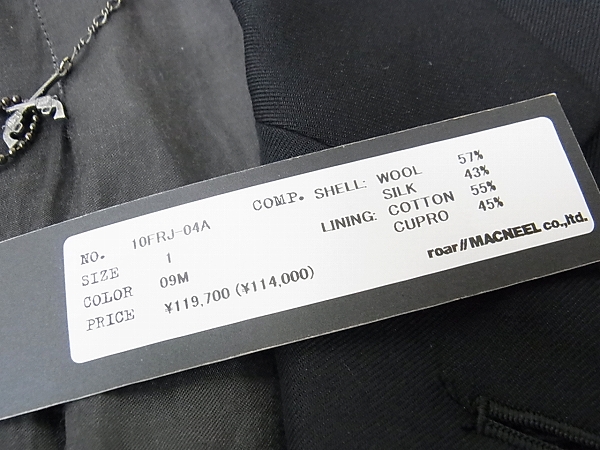 NO. 10FRJ-04A
SIZE 1
COLOR 09M
PRICE ¥119,700 (¥114,000)
COMP. SHELL: WOOL 57%
SILK 43%
LINING: COTTON 55%
CUPRO 45%
roar//MACNEEL co.,ltd.